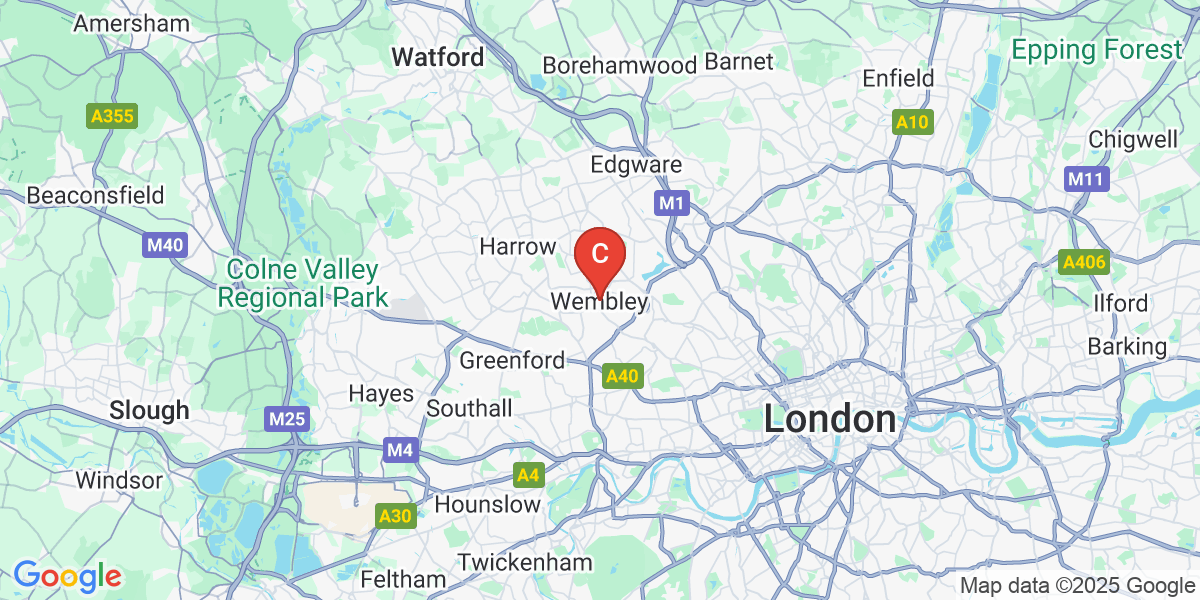 Amersham
Watford
Borehamwood
Barnet
Epping Forest
Enfield
A355
A10
Chigwell
Edgware
M11
Beaconsfield
M1
M40
Harrow
C
A406
Colne Valley
Regional Park
Wembley
Ilford
Greenford
Barking
A40
Hayes
Slough
Southall
London
M25
M4
Windsor
A4
Hounslow
A30
Twickenham
Feltham
Google
Map data ©2025 Google